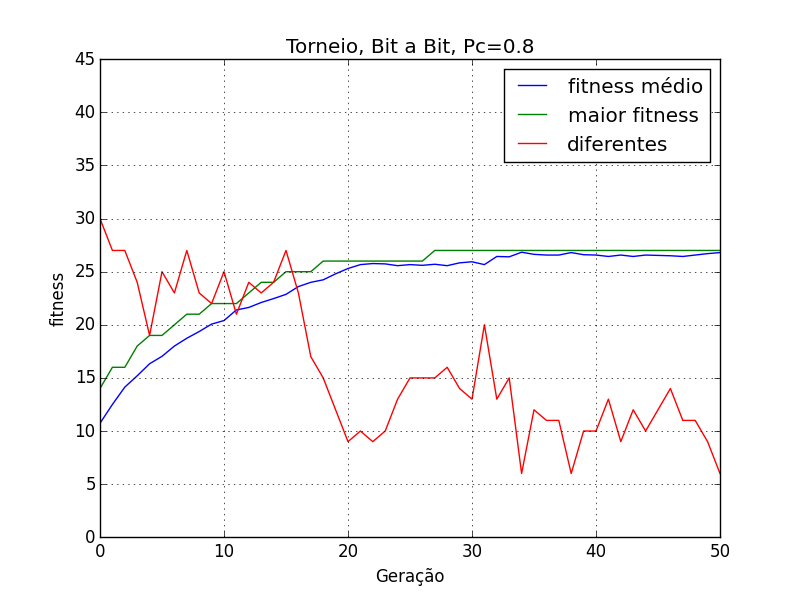 Torneio, Bit a Bit, Pc=0.8
fitness médio
maior fitness
diferentes
45
40
35
30
25
20
15
10
5
0
fitness
0 10 20 30 40 50
Geração